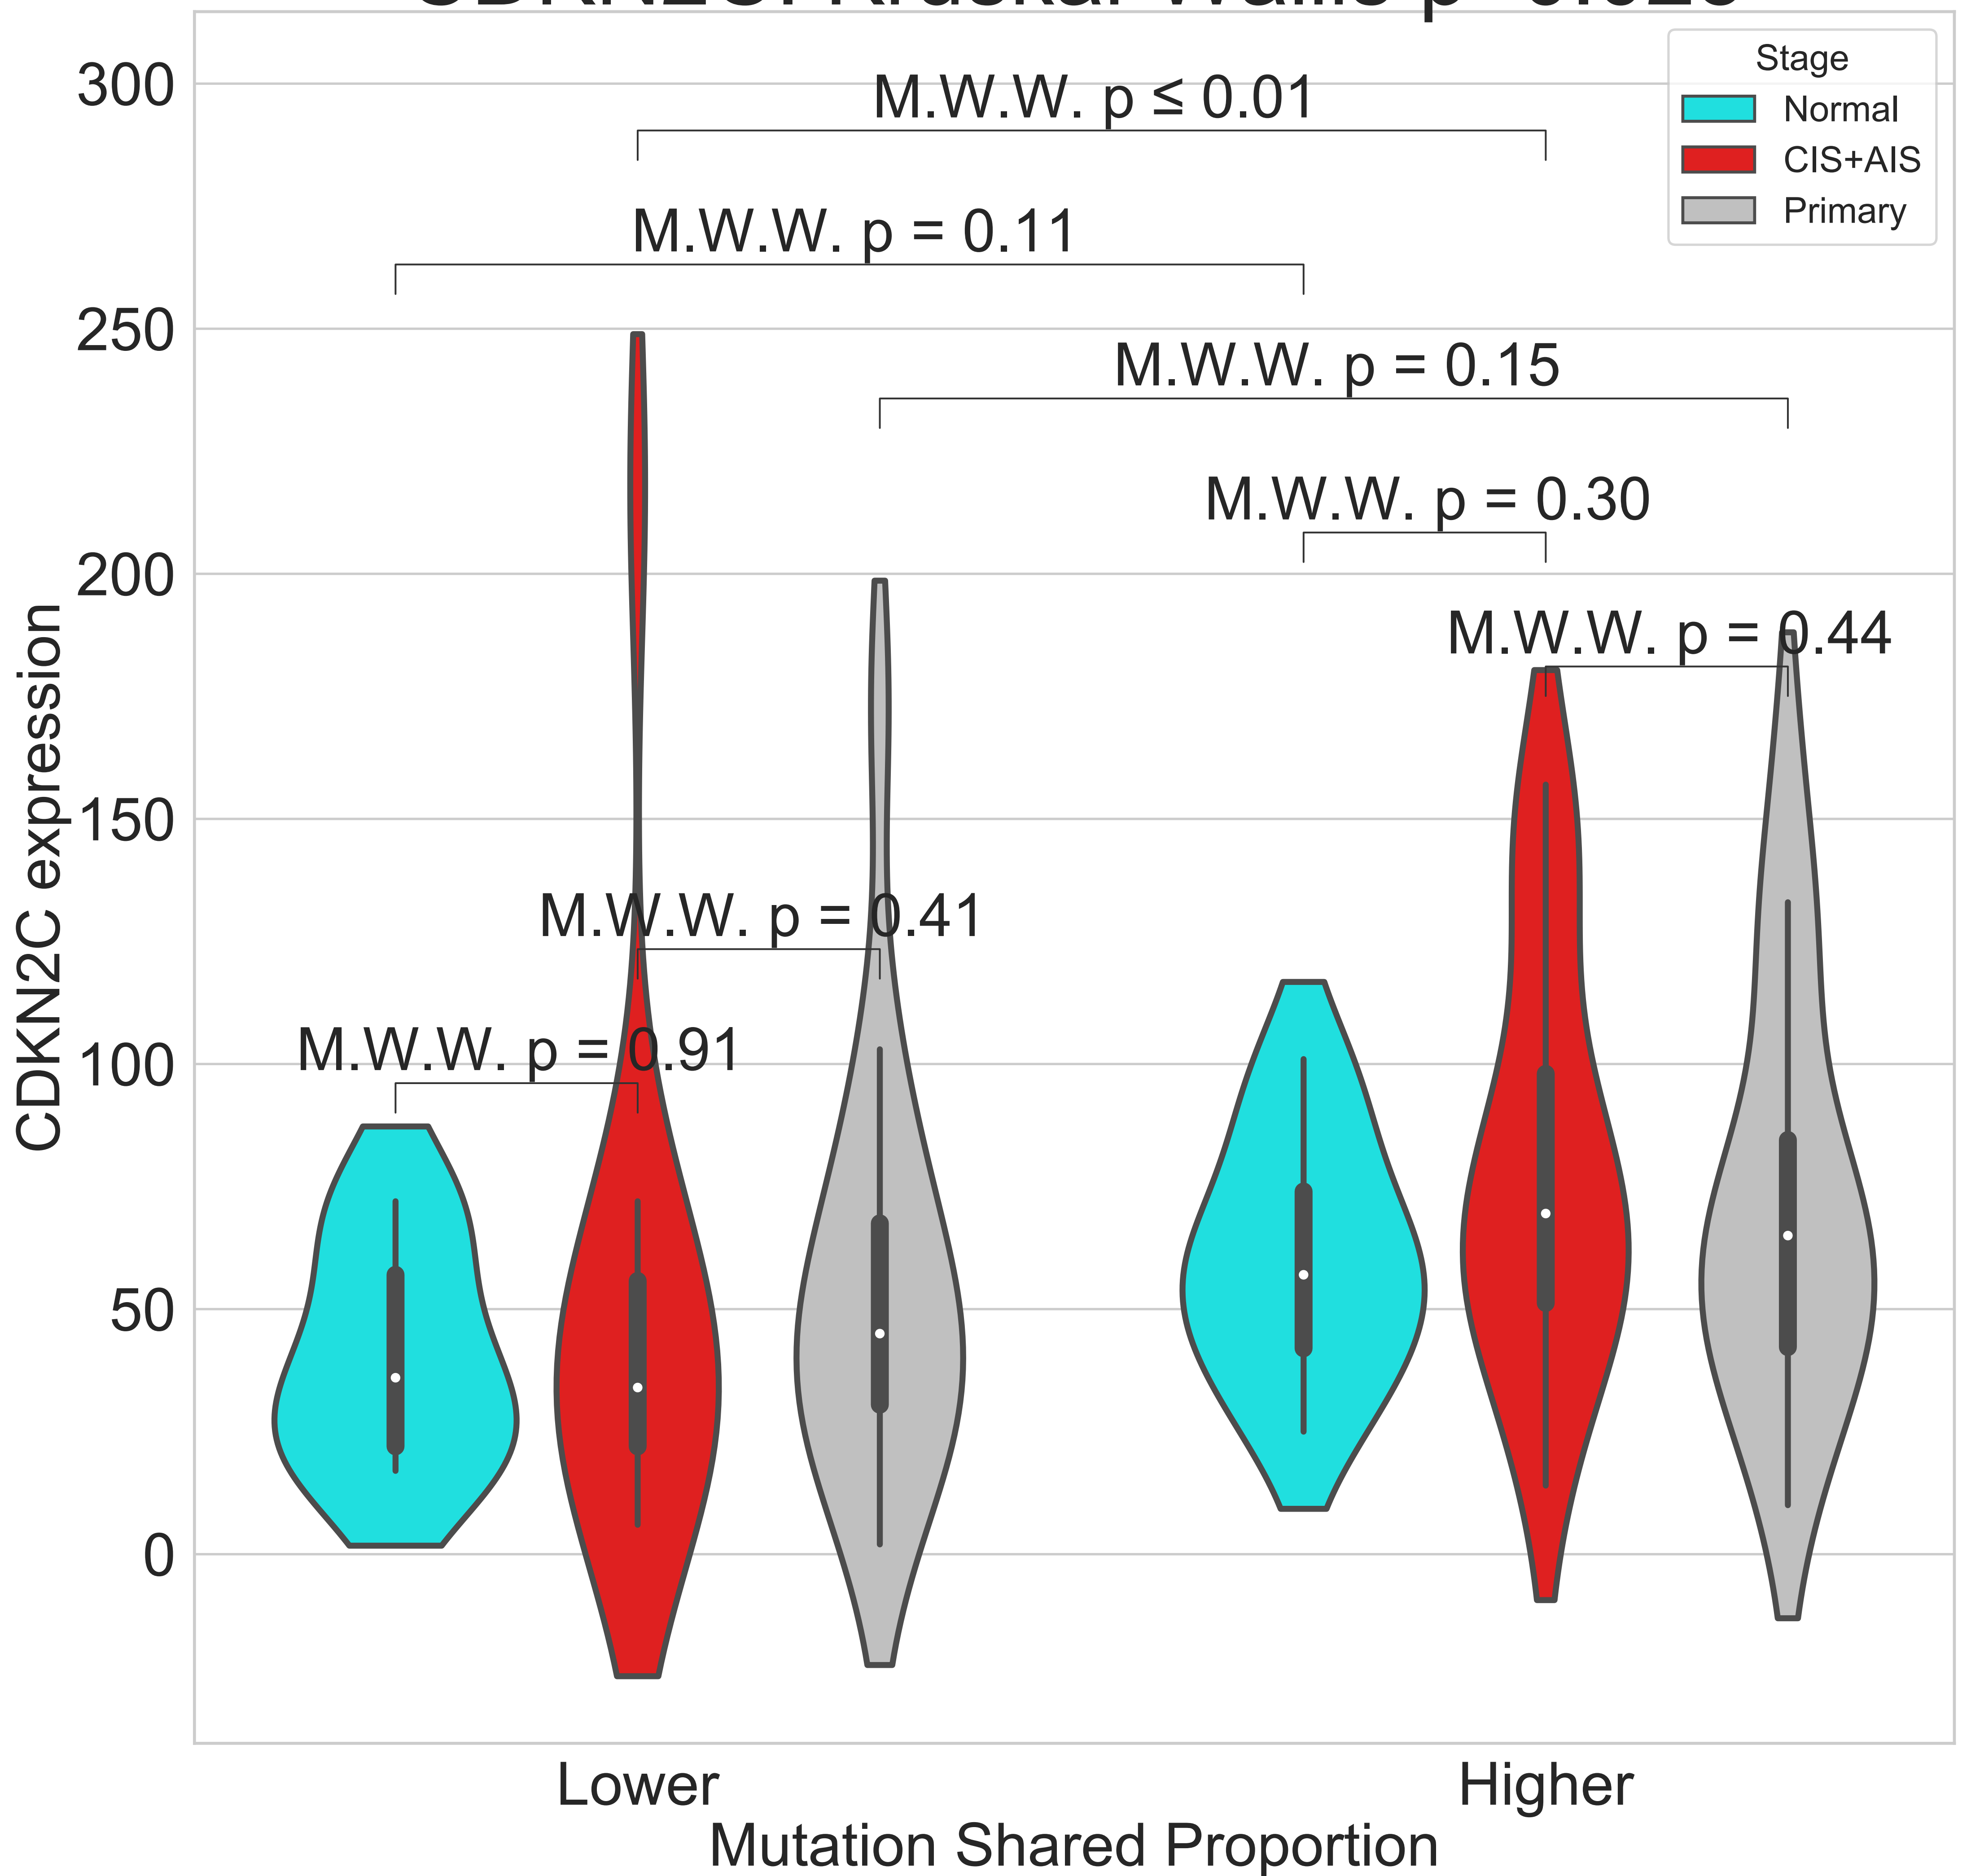 300
250
200
150
100
50
0
CDKN2C expression
M.W.W. p ≤ 0.01
M.W.W. p = 0.11
M.W.W. p = 0.15
M.W.W. p = 0.30
M.W.W. p = 0.44
M.W.W. p = 0.41
M.W.W. p = 0.91
Stage
Normal
CIS+AIS
Primary
Lower
Higher
Mutation Shared Proportion